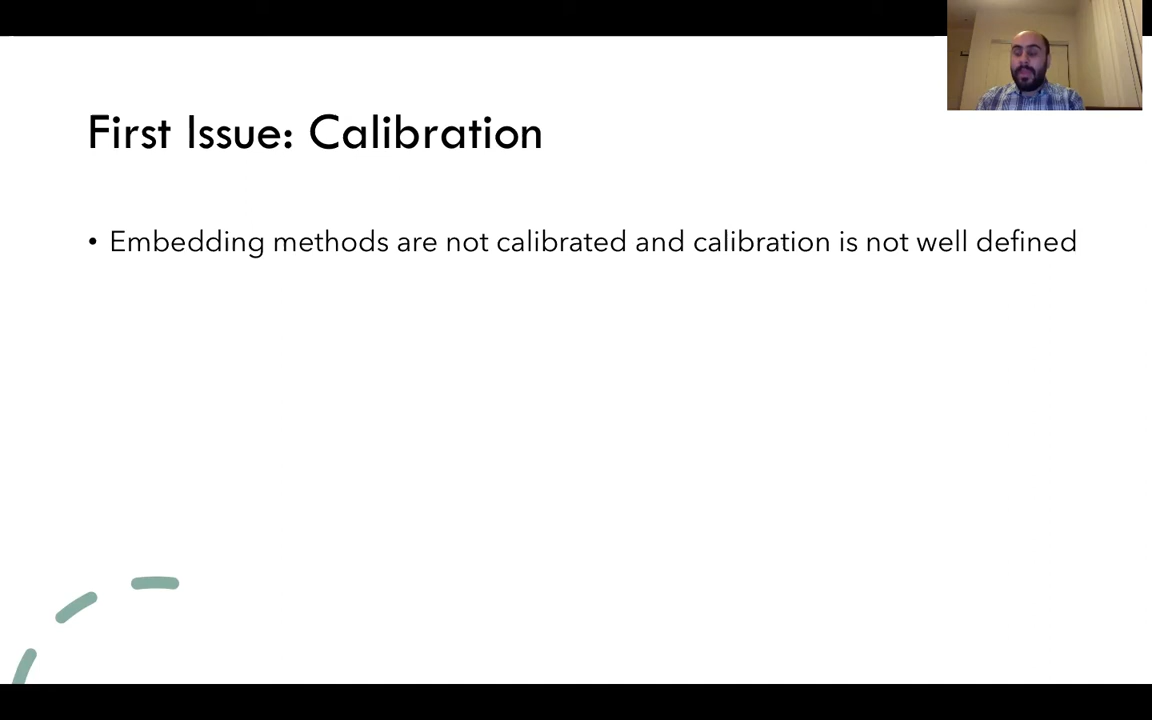 First Issue: Calibration
• Embedding methods are not calibrated and calibration is not well defined